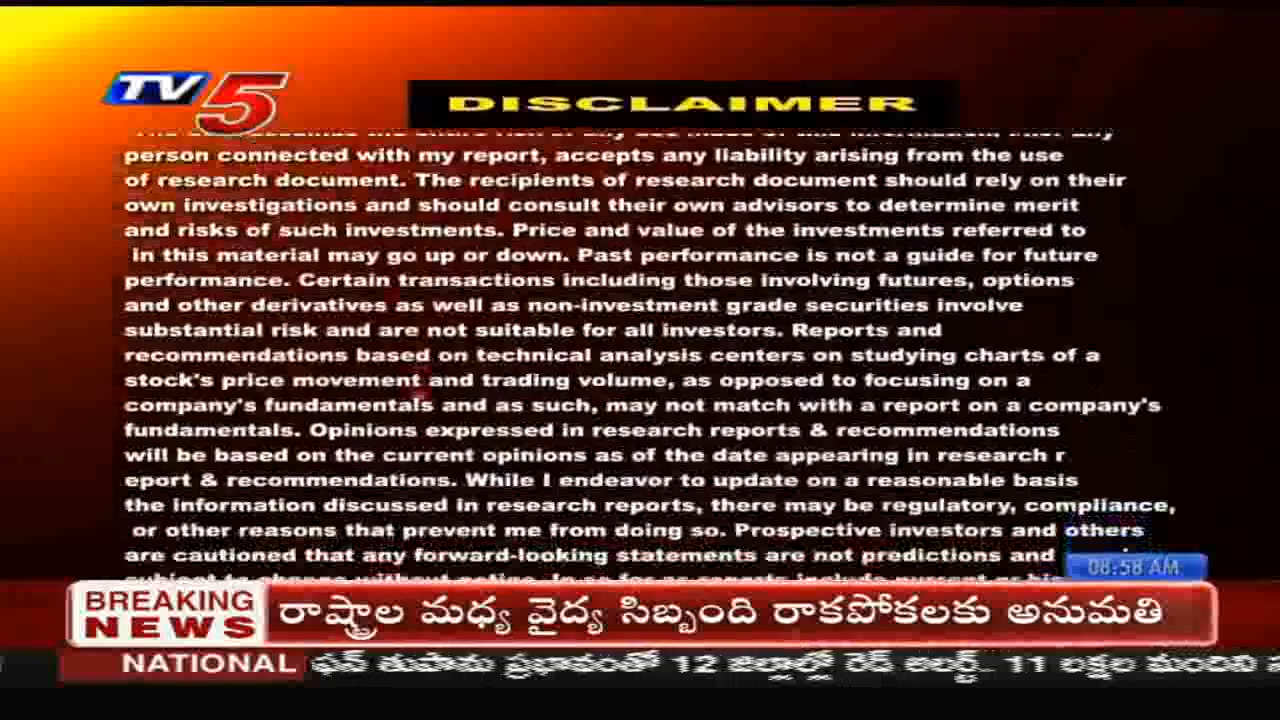 TV5
DISCLAIMER
person connected with my report, accepts any liability arising from the use
of research document. The recipients of research document should rely on their
own investigations and should consult their own advisors to determine merit
and risks of such investments. Price and value of the investments referred to
In this material may go up or down. Past performance is not a guide for future
performance. Certain transactions including those involving futures, options
and other derivatives as well as non-investment grade securities involve
substantial risk and are not suitable for all investors. Reports and
recommendations based on technical analysis centers on studying charts of a
stock's price movement and trading volume, as opposed to focusing on a
company's fundamentals and as such, may not match with a report on a company's
fundamentals. Opinions expressed in research reports & recommendations
will be based on the current opinions as of the date appearing in research r
eport & recommendations. While I endeavor to update on a reasonable basis
the information discussed in research reports, there may be regulatory, compliance,
or other reasons that prevent me from doing so. Prospective investors and others
are cautioned that any forward-looking statements are not predictions and
08:58 AM
BREAKING
NEWS
రాష్ట్రాల మధ్య వైద్య సిబ్బంది రాకపోకలకు అనుమతి
NATIONAL
తుపాను ప్రభావంతో 12 జిల్లాల్లో రెడ్ అలర్ట్.. 11 లక్షల మందిని